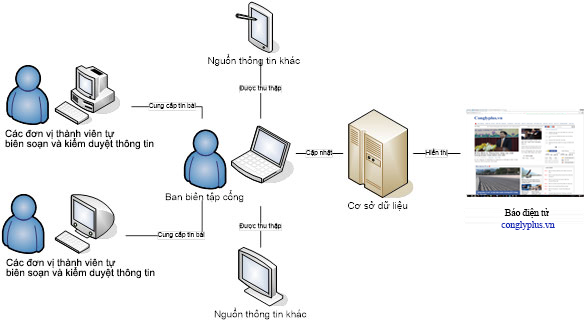 Nguồn thông tin khác
Được thu thập
Cung cấp tin bài
Các đơn vị thành viên tự
biên soạn và kiểm duyệt thông tin
Ban biên tập cổng
Cập nhật
Cơ sở dữ liệu
Hiển thị
Conglyplus.vn
Báo điện tử
conglyplus.vn
Cung cấp tin bài
Các đơn vị thành viên tự
biên soạn và kiểm duyệt thông tin
Được thu thập
Nguồn thông tin khác